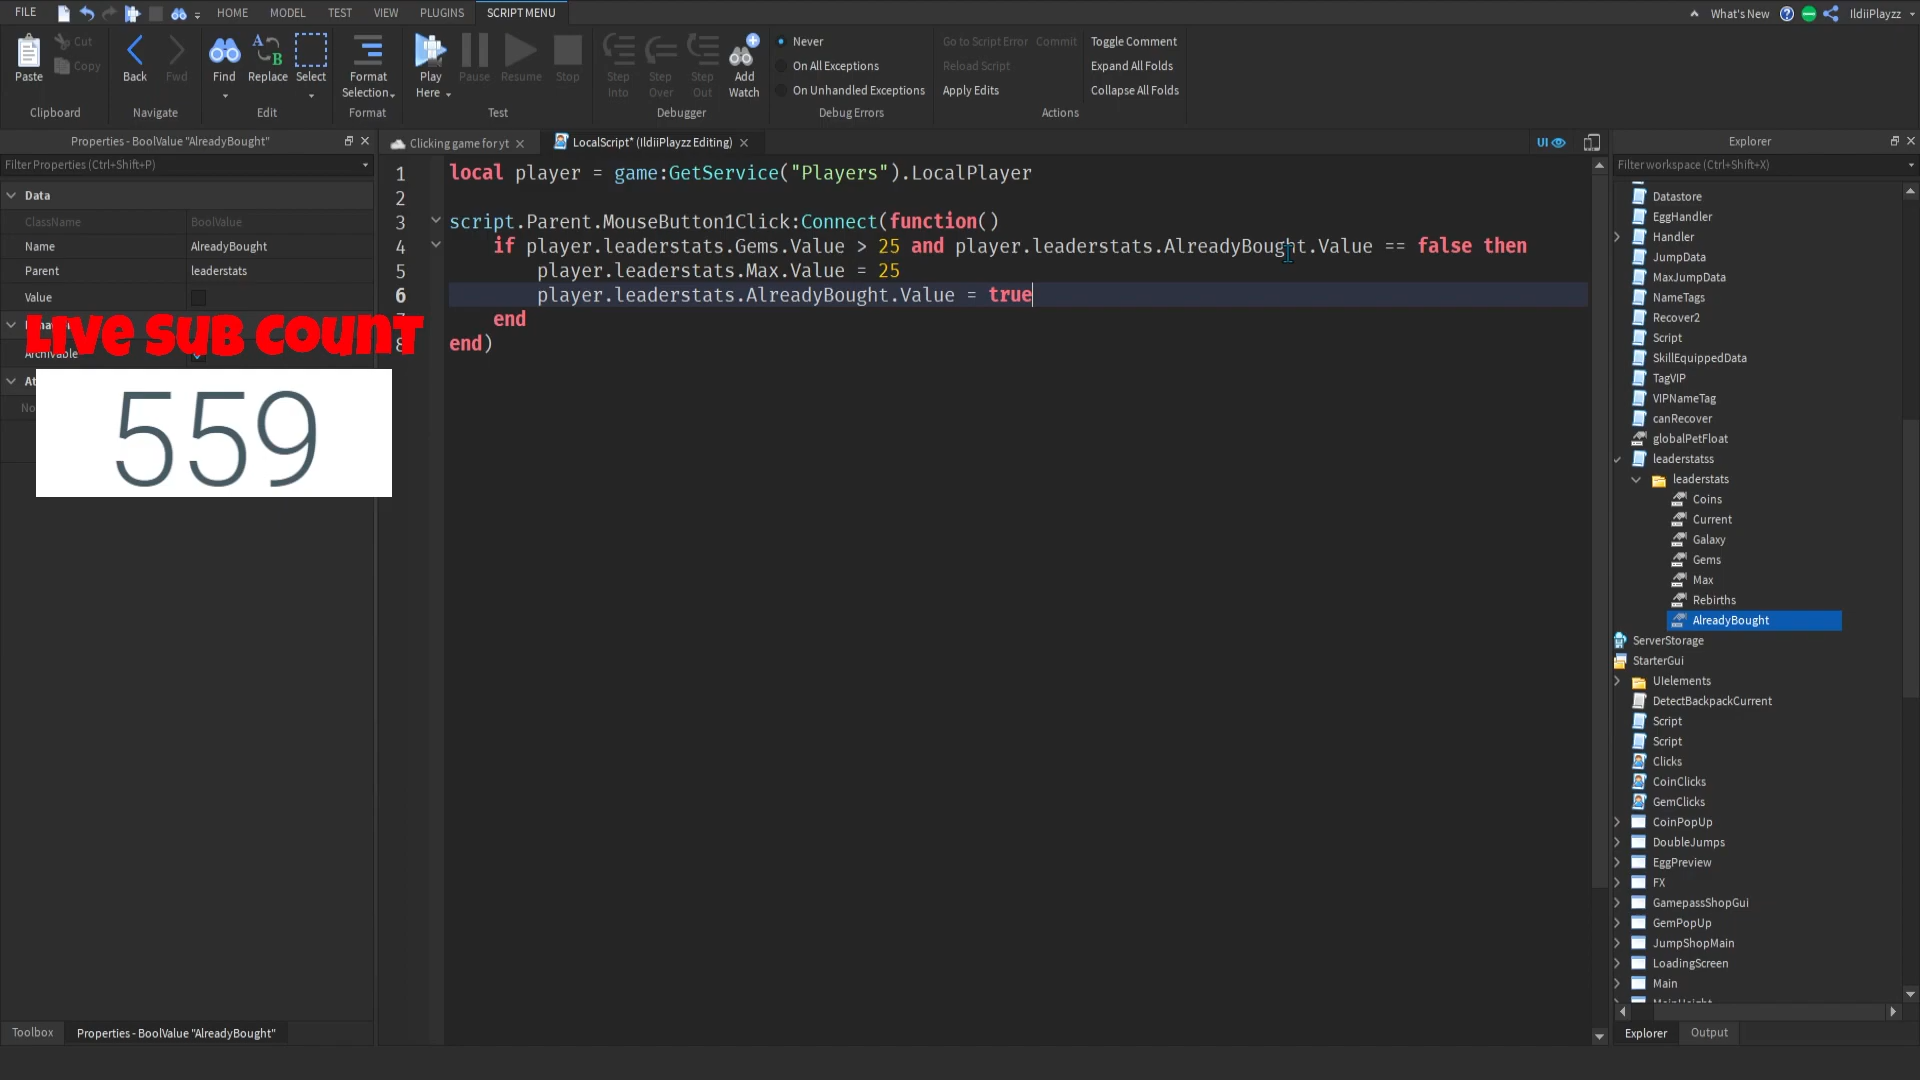 FILE
HOME
MODEL
TEST
VIEW
PLUGINS
SCRIPT MENU
What's New
IldiiPlayzz
Paste
Cut
Copy
Clipboard
Back
Fwd
Navigate
Find
Replace
Select
Edit
Format
Selection
Format
Play
Here
Pause
Resume
Stop
Test
Step
Into
Step
Over
Step
Out
Add
Watch
Debugger
Never
On All Exceptions
On Unhandled Exceptions
Debug Errors
Go to Script Error
Commit
Reload Script
Apply Edits
Toggle Comment
Expand All Folds
Collapse All Folds
Actions
Properties - BoolValue "AlreadyBought"
Filter Properties (Ctrl+Shift+P)
Data
ClassName
BoolValue
Name
AlreadyBought
Parent
leaderstats
Value
Archivable
Live Sub Count
559
Toolbox
Properties - BoolValue "AlreadyBought"
Clicking game for yt
LocalScript* (IldiiPlayzz Editing)
UI
1 local player = game:GetService("Players").LocalPlayer
2
3 script.Parent.MouseButton1Click:Connect(function()
4 if player.leaderstats.Gems.Value > 25 and player.leaderstats.AlreadyBought.Value == false then
5 player.leaderstats.Max.Value = 25
6 player.leaderstats.AlreadyBought.Value = true
end
8 end)
Explorer
Filter workspace (Ctrl+Shift+X)
Datastore
EggHandler
Handler
JumpData
MaxJumpData
NameTags
Recover2
Script
SkillEquippedData
TagVIP
VIPNameTag
canRecover
globalPetFloat
leaderstatss
leaderstats
Coins
Current
Galaxy
Gems
Max
Rebirths
AlreadyBought
ServerStorage
StarterGui
UIelements
DetectBackpackCurrent
Script
Script
Clicks
CoinClicks
GemClicks
CoinPopUp
DoubleJumps
EggPreview
FX
GamepassShopGui
GemPopUp
JumpShopMain
LoadingScreen
Main
MainHeight
Explorer
Output